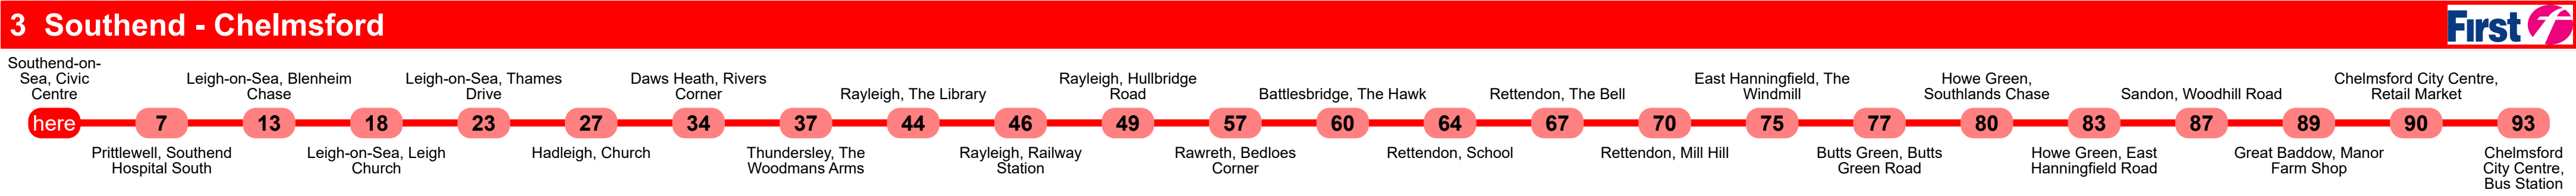 3 Southend - Chelmsford
First
Southend-on-
Sea, Civic
Centre
Leigh-on-Sea, Blenheim
Chase
Leigh-on-Sea, Thames
Drive
Daws Heath, Rivers
Corner
Rayleigh, The Library
Rayleigh, Hullbridge
Road
Battlesbridge, The Hawk
Rettendon, The Bell
East Hanningfield, The
Windmill
Howe Green,
Southlands Chase
Sandon, Woodhill Road
Chelmsford City Centre,
Retail Market
here 7 13 18 23 27 34 37 44 46 49 57 60 64 67 70 75 77 80 83 87 89 90 93
Prittlewell, Southend
Hospital South
Leigh-on-Sea, Leigh
Church
Hadleigh, Church
Thundersley, The
Woodmans Arms
Rayleigh, Railway
Station
Rawreth, Bedloes
Corner
Rettendon, School
Rettendon, Mill Hill
Butts Green, Butts
Green Road
Howe Green, East
Hanningfield Road
Great Baddow, Manor
Farm Shop
Chelmsford
City Centre,
Bus Station